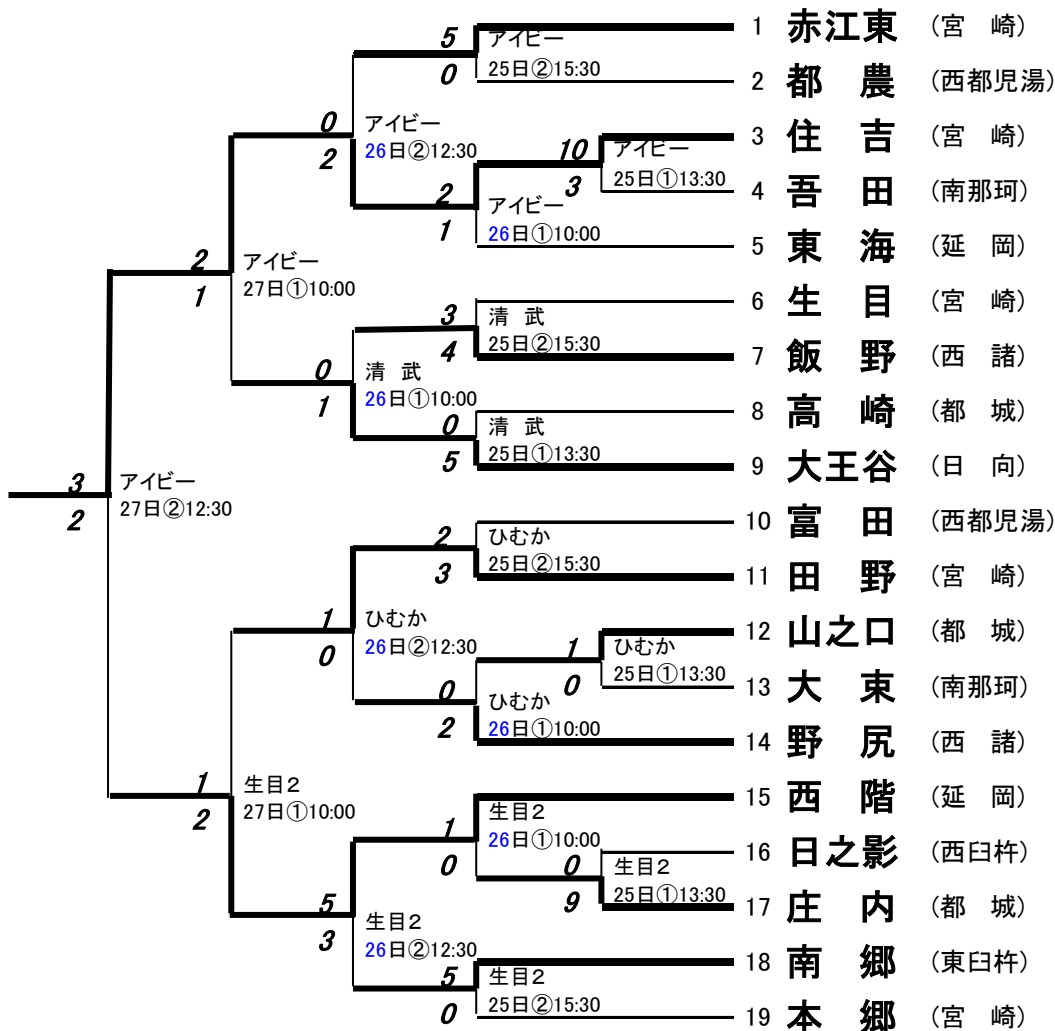 5
アイビー
1 赤江東 (宮 崎)
0
25日②15:30
2 都 農 (西都児湯)
0
アイビー
3 住 吉 (宮 崎)
2
26日②12:30
10
アイビー
3
25日①13:30
4 吾 田 (南那珂)
2
アイビー
1
26日①10:00
5 東 海 (延 岡)
2
アイビー
1
27日①10:00
6 生 目 (宮 崎)
3
清 武
4
25日②15:30
7 飯 野 (西 諸)
0
清 武
1
26日①10:00
8 高 崎 (都 城)
0
清 武
5
25日①13:30
9 大王谷 (日 向)
3
アイビー
2
27日②12:30
10 富 田 (西都児湯)
2
ひむか
3
25日②15:30
11 田 野 (宮 崎)
1
ひむか
0
26日②12:30
12 山之口 (都 城)
1
ひむか
0
25日①13:30
13 大 束 (南那珂)
0
ひむか
2
26日①10:00
14 野 尻 (西 諸)
1
生目2
2
27日①10:00
15 西 階 (延 岡)
1
生目2
0
26日①10:00
16 日之影 (西臼杵)
0
生目2
9
25日①13:30
17 庄 内 (都 城)
5
生目2
3
26日②12:30
18 南 郷 (東臼杵)
5
生目2
0
25日②15:30
19 本 郷 (宮 崎)